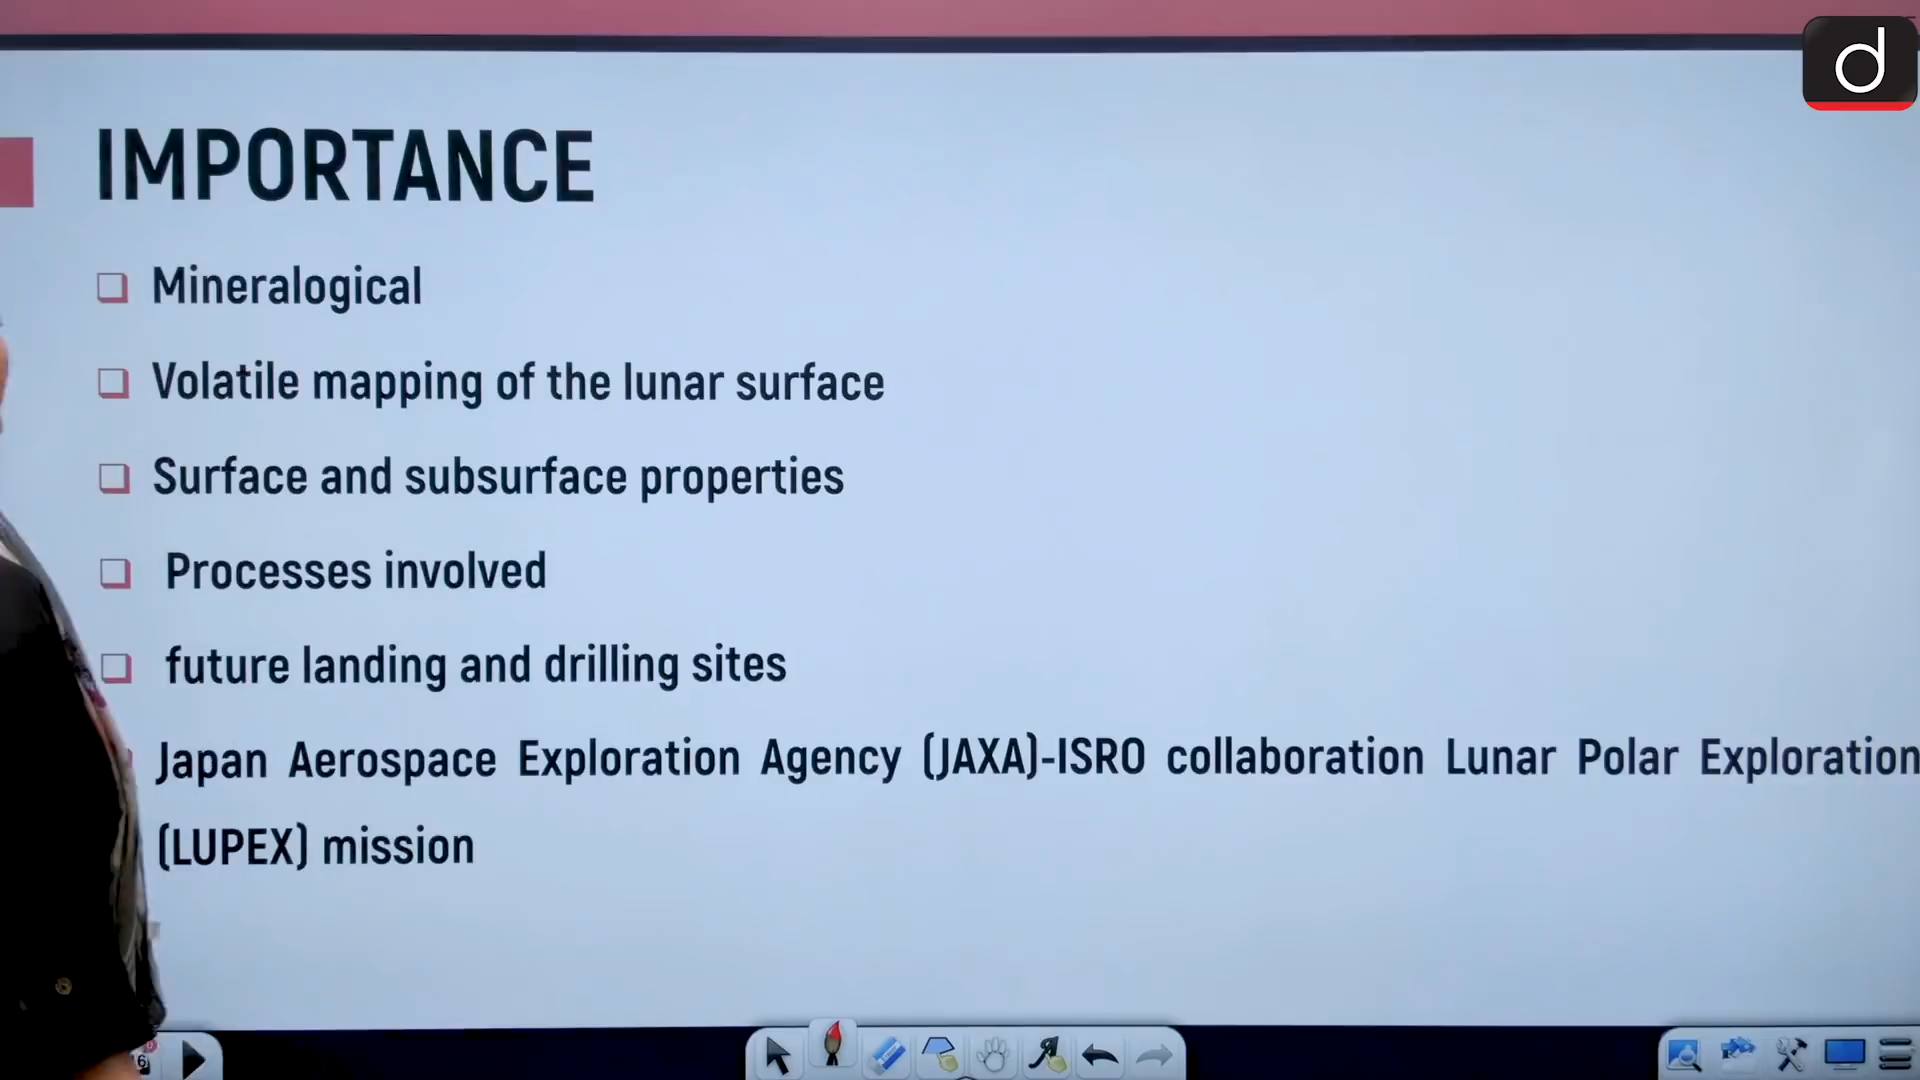 d
IMPORTANCE
Mineralogical
Volatile mapping of the lunar surface
Surface and subsurface properties
Processes involved
future landing and drilling sites
Japan Aerospace Exploration Agency (JAXA)-ISRO collaboration Lunar Polar Exploration
(LUPEX) mission